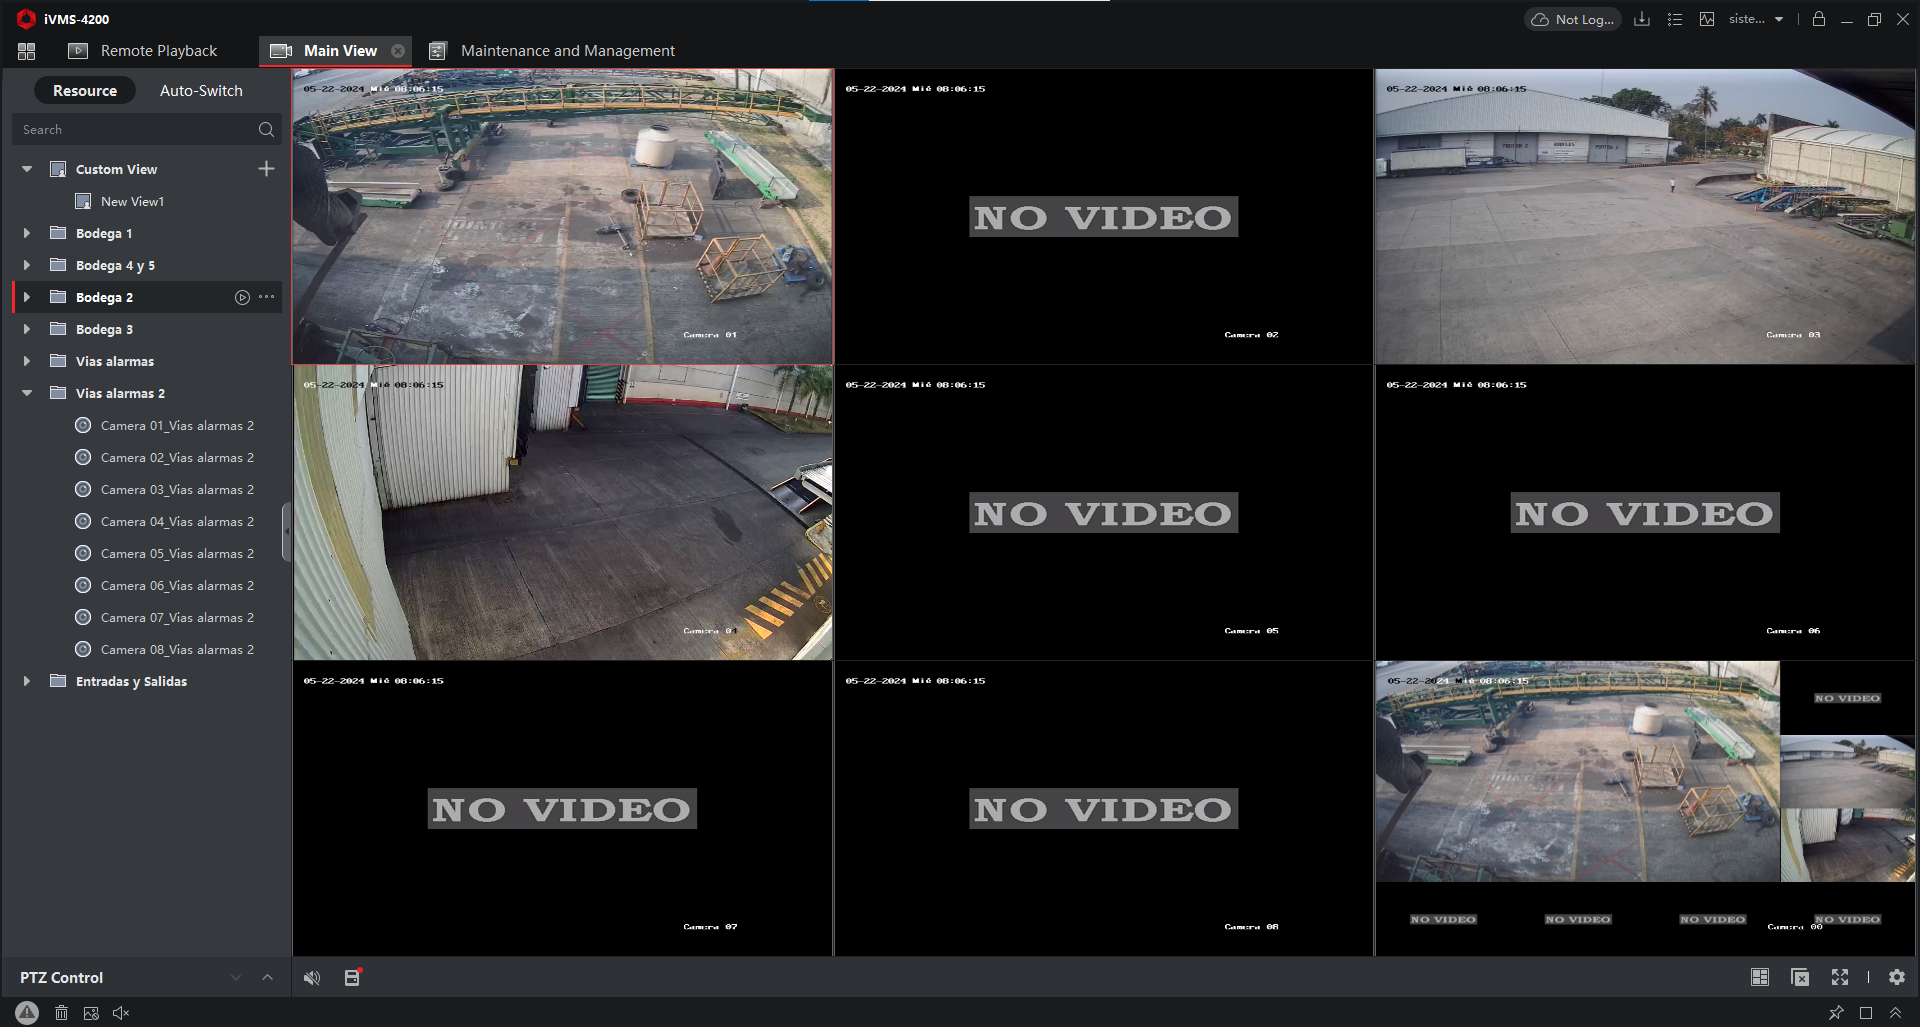 iVMS-4200
Not Log...
siste...
Remote Playback
Main View
Maintenance and Management
Resource
Auto-Switch
Search
Custom View
New View1
Bodega 1
Bodega 4 y 5
Bodega 2
Bodega 3
Vias alarmas
Vias alarmas 2
Camera 01_Vias alarmas 2
Camera 02_Vias alarmas 2
Camera 03_Vias alarmas 2
Camera 04_Vias alarmas 2
Camera 05_Vias alarmas 2
Camera 06_Vias alarmas 2
Camera 07_Vias alarmas 2
Camera 08_Vias alarmas 2
Entradas y Salidas
PTZ Control
05-22-2024 Mié 08:06:15
Camera 01
05-22-2024 Mié 08:06:15
NO VIDEO
Camera 02
05-22-2024 Mié 08:06:15
Camera 03
05-22-2024 Mié 08:06:15
Camera 04
05-22-2024 Mié 08:06:15
NO VIDEO
Camera 05
05-22-2024 Mié 08:06:15
NO VIDEO
Camera 06
05-22-2024 Mié 08:06:15
NO VIDEO
Camera 07
05-22-2024 Mié 08:06:15
NO VIDEO
Camera 08
05-22-2024 Mié 08:06:15
NO VIDEO
NO VIDEO
NO VIDEO
NO VIDEO
NO VIDEO
Camera 00